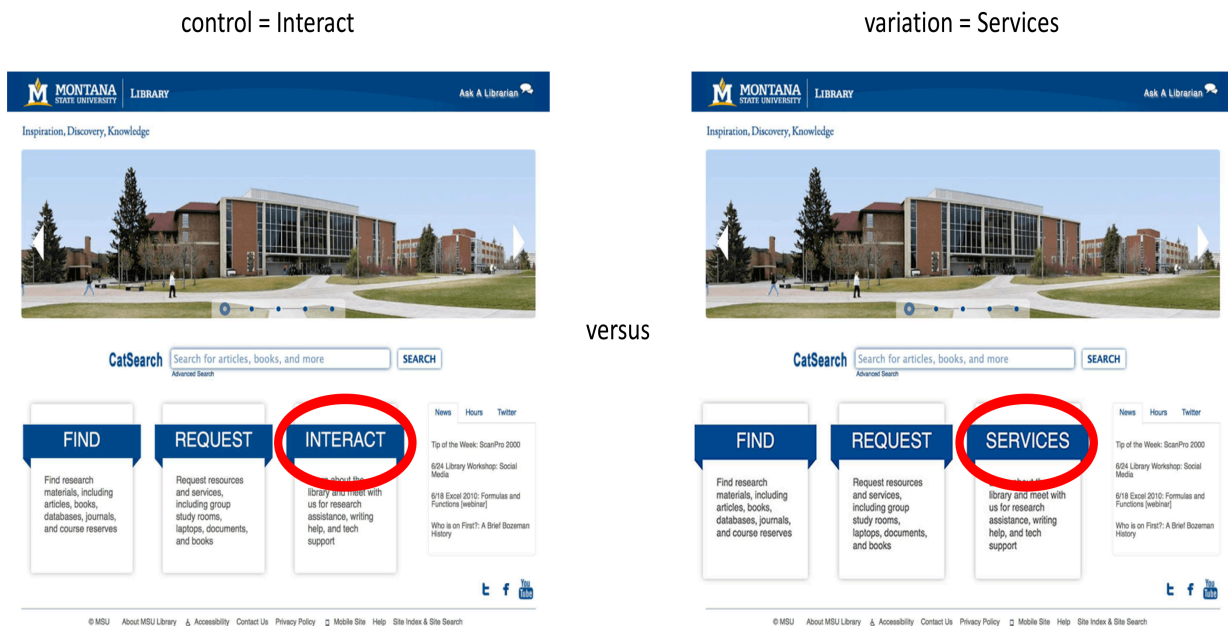 control = Interact
variation = Services
MONTANA
STATE UNIVERSITY
LIBRARY
Ask A Librarian
Inspiration, Discovery, Knowledge
CatSearch
Search for articles, books, and more
SEARCH
Advanced Search
FIND
Find research
materials, including
articles, books,
databases, journals,
and course reserves
REQUEST
Request resources
and services,
including group
study rooms,
laptops, documents,
and books
INTERACT
about the
library and meet with
us for research
assistance, writing
help, and tech
support
News Hours Twitter
Tip of the Week: ScanPro 2000
6/24 Library Workshop: Social
Media
6/18 Excel 2010: Formulas and
Functions [webinar]
Who is on First?: A Brief Bozeman
History
You
Tube
© MSU About MSU Library Accessibility Contact Us Privacy Policy Mobile Site Help Site Index & Site Search
versus
MONTANA
STATE UNIVERSITY
LIBRARY
Ask A Librarian
Inspiration, Discovery, Knowledge
CatSearch
Search for articles, books, and more
SEARCH
Advanced Search
FIND
Find research
materials, including
articles, books,
databases, journals,
and course reserves
REQUEST
Request resources
and services,
including group
study rooms,
laptops, documents,
and books
SERVICES
library and meet with
us for research
assistance, writing
help, and tech
support
News Hours Twitter
Tip of the Week: ScanPro 2000
6/24 Library Workshop: Social
Media
6/18 Excel 2010: Formulas and
Functions [webinar]
Who is on First?: A Brief Bozeman
History
You
Tube
© MSU About MSU Library Accessibility Contact Us Privacy Policy Mobile Site Help Site Index & Site Search